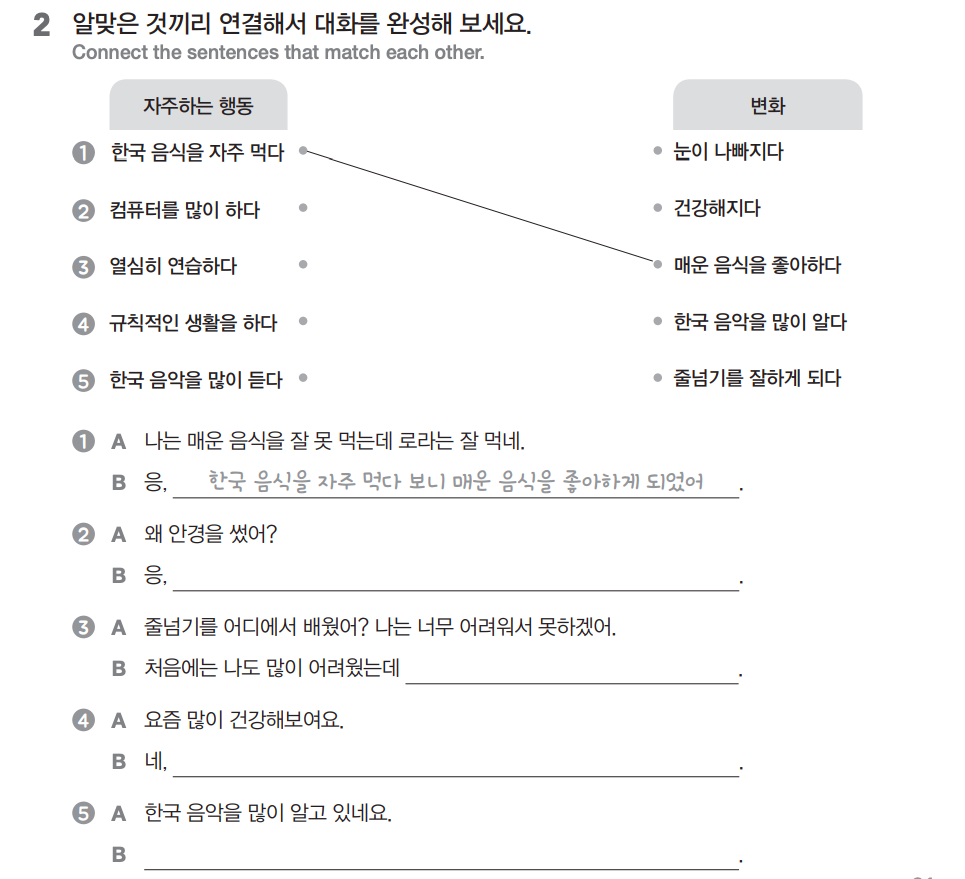 2 알맞은 것끼리 연결해서 대화를 완성해 보세요.
Connect the sentences that match each other.
자주하는 행동 변화
1 한국 음식을 자주 먹다 눈이 나빠지다
2 컴퓨터를 많이 하다 건강해지다
3 열심히 연습하다 매운 음식을 좋아하다
4 규칙적인 생활을 하다 한국 음악을 많이 알다
5 한국 음악을 많이 듣다 줄넘기를 잘하게 되다
1 A 나는 매운 음식을 잘 못 먹는데 로라는 잘 먹네.
B 응, 한국 음식을 자주 먹다 보니 매운 음식을 좋아하게 되었어.
2 A 왜 안경을 썼어?
B 응, .
3 A 줄넘기를 어디에서 배웠어? 나는 너무 어려워서 못하겠어.
B 처음에는 나도 많이 어려웠는데 .
4 A 요즘 많이 건강해보여요.
B 네, .
5 A 한국 음악을 많이 알고 있네요.
B .